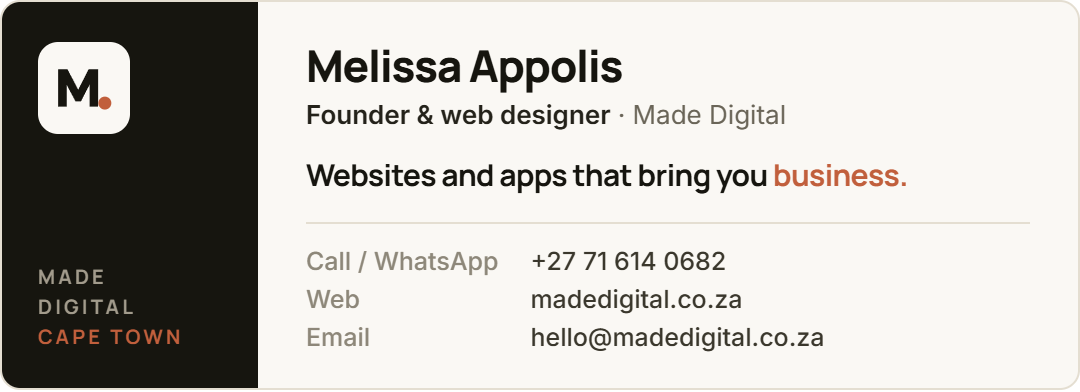 M.
MADE
DIGITAL
CAPE TOWN
Melissa Appolis
Founder & web designer · Made Digital
Websites and apps that bring you business.
Call / WhatsApp +27 71 614 0682
Web madedigital.co.za
Email hello@madedigital.co.za